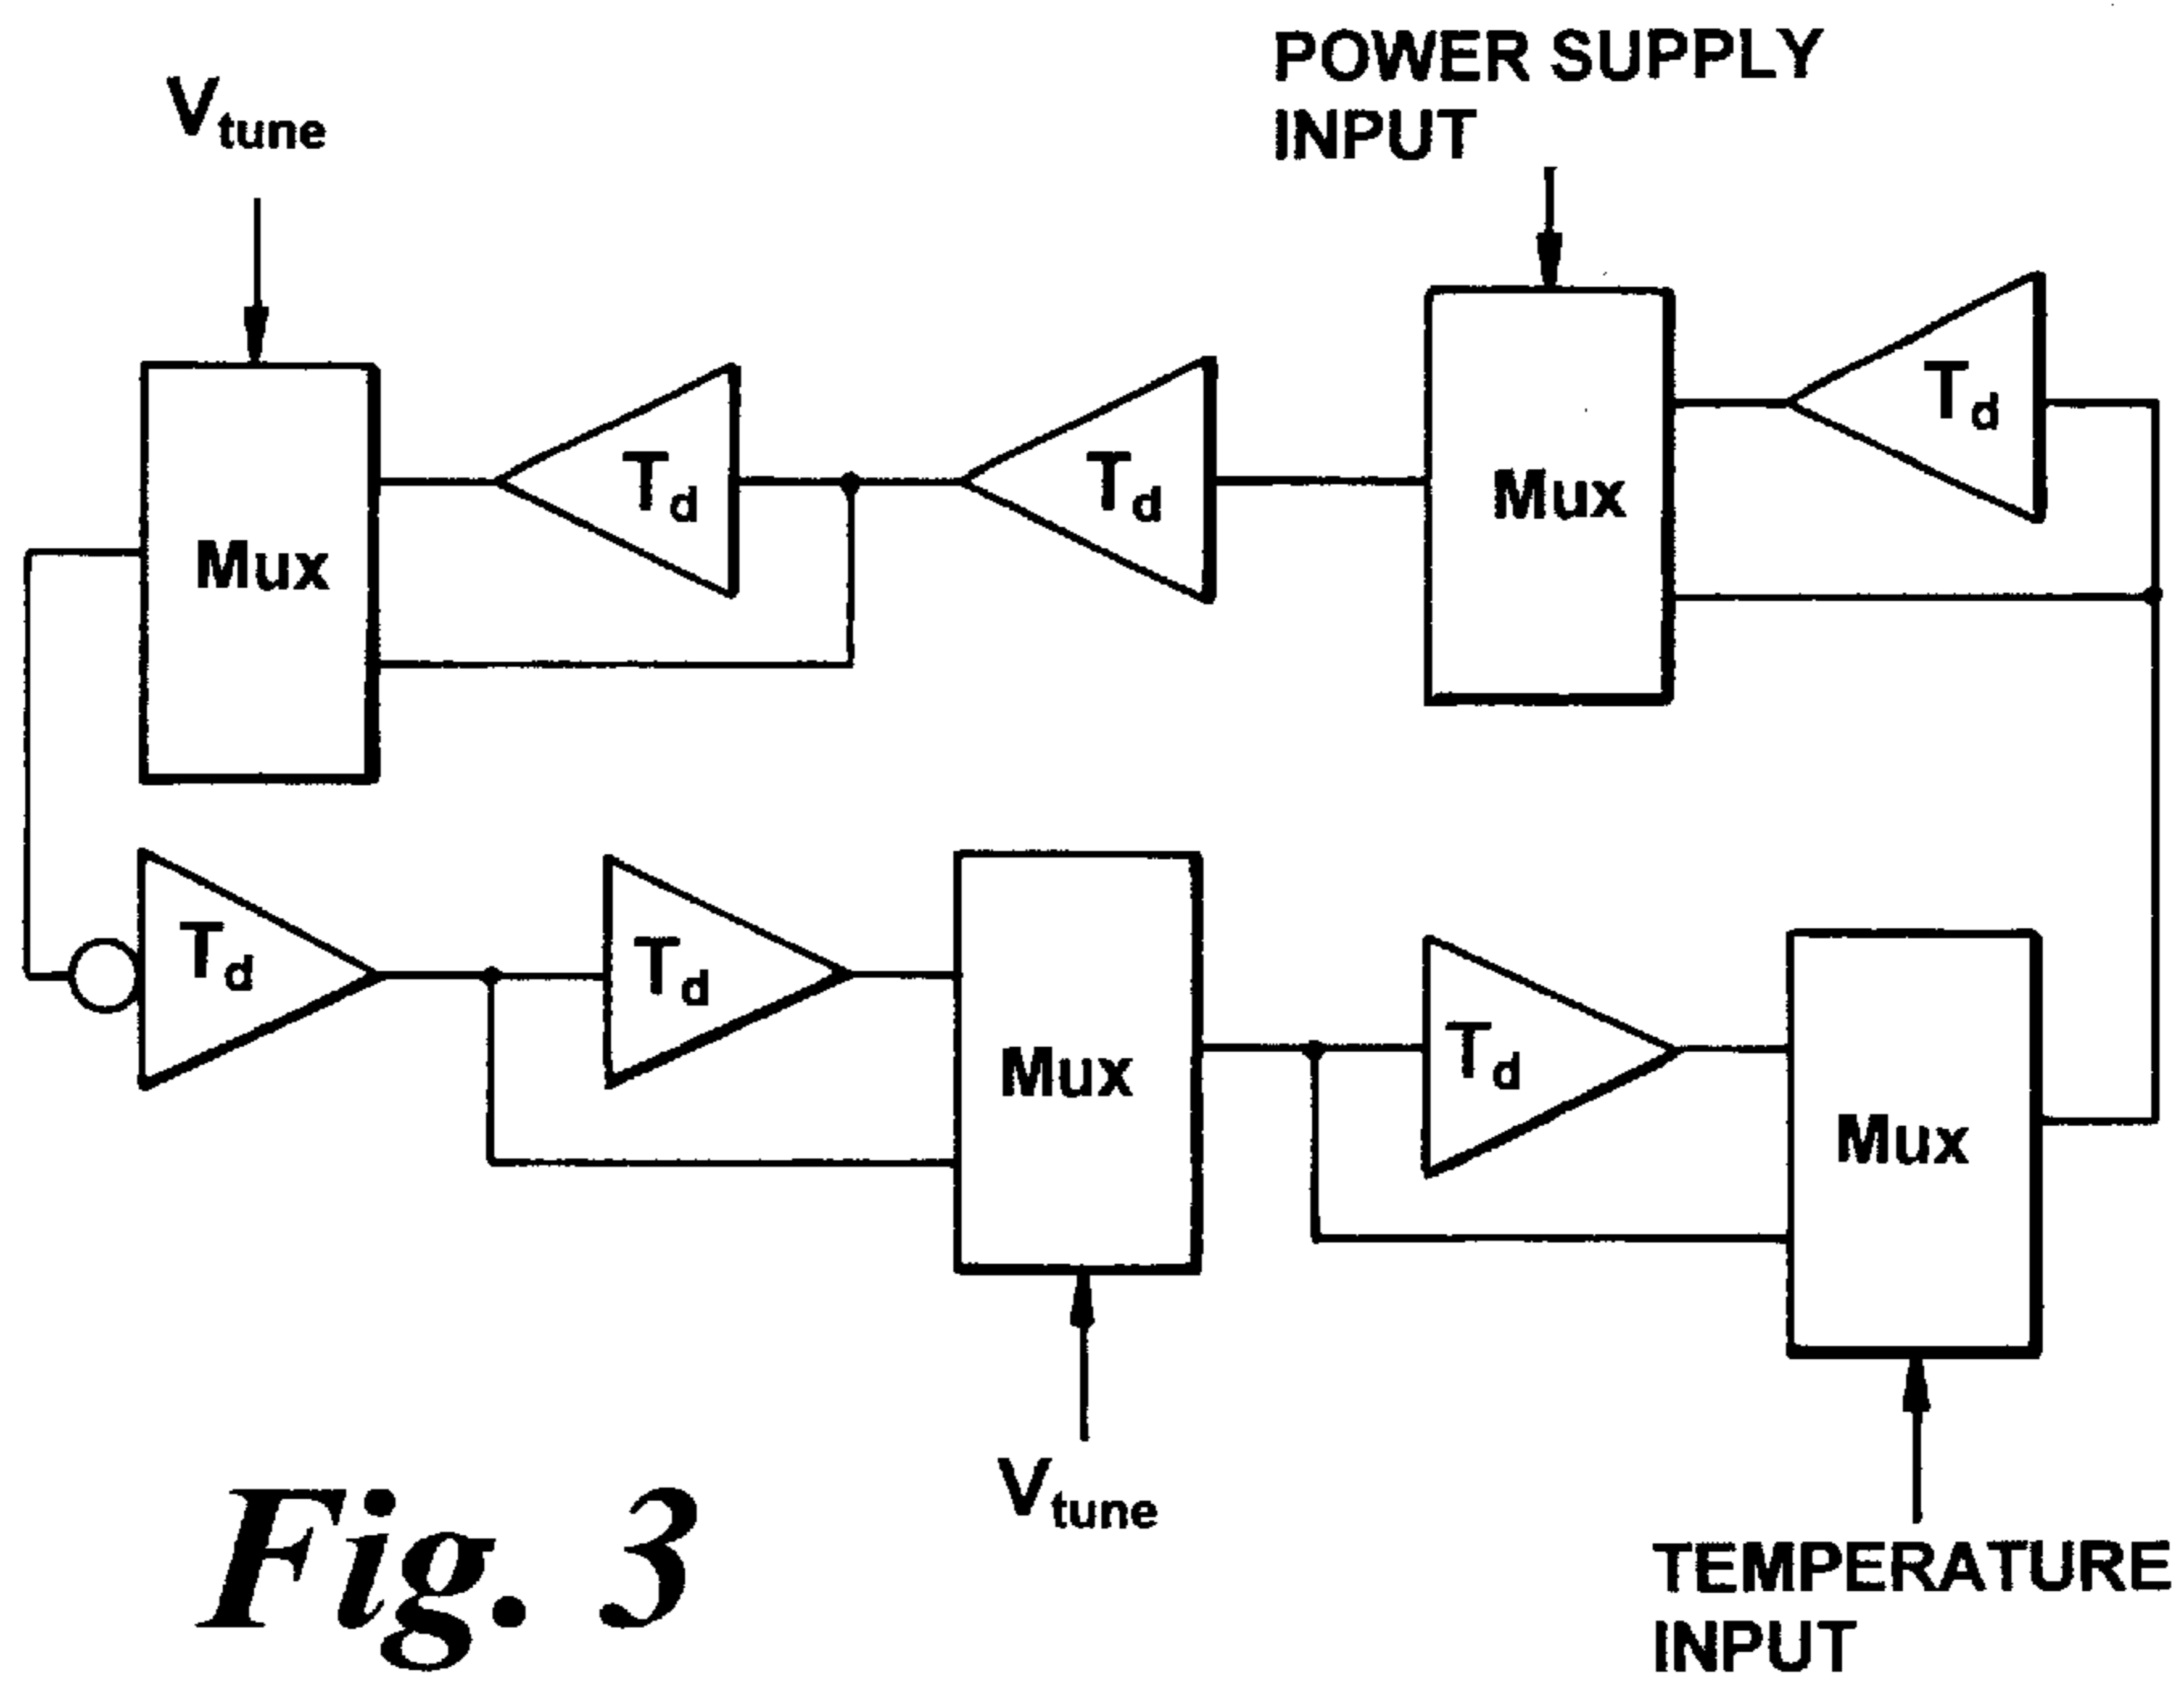 POWER SUPPLY
INPUT
Vtune
Td
Td
Td
Mux
Mux
Td
Td
Mux
Td
Mux
Vtune
TEMPERATURE
INPUT
Fig. 3